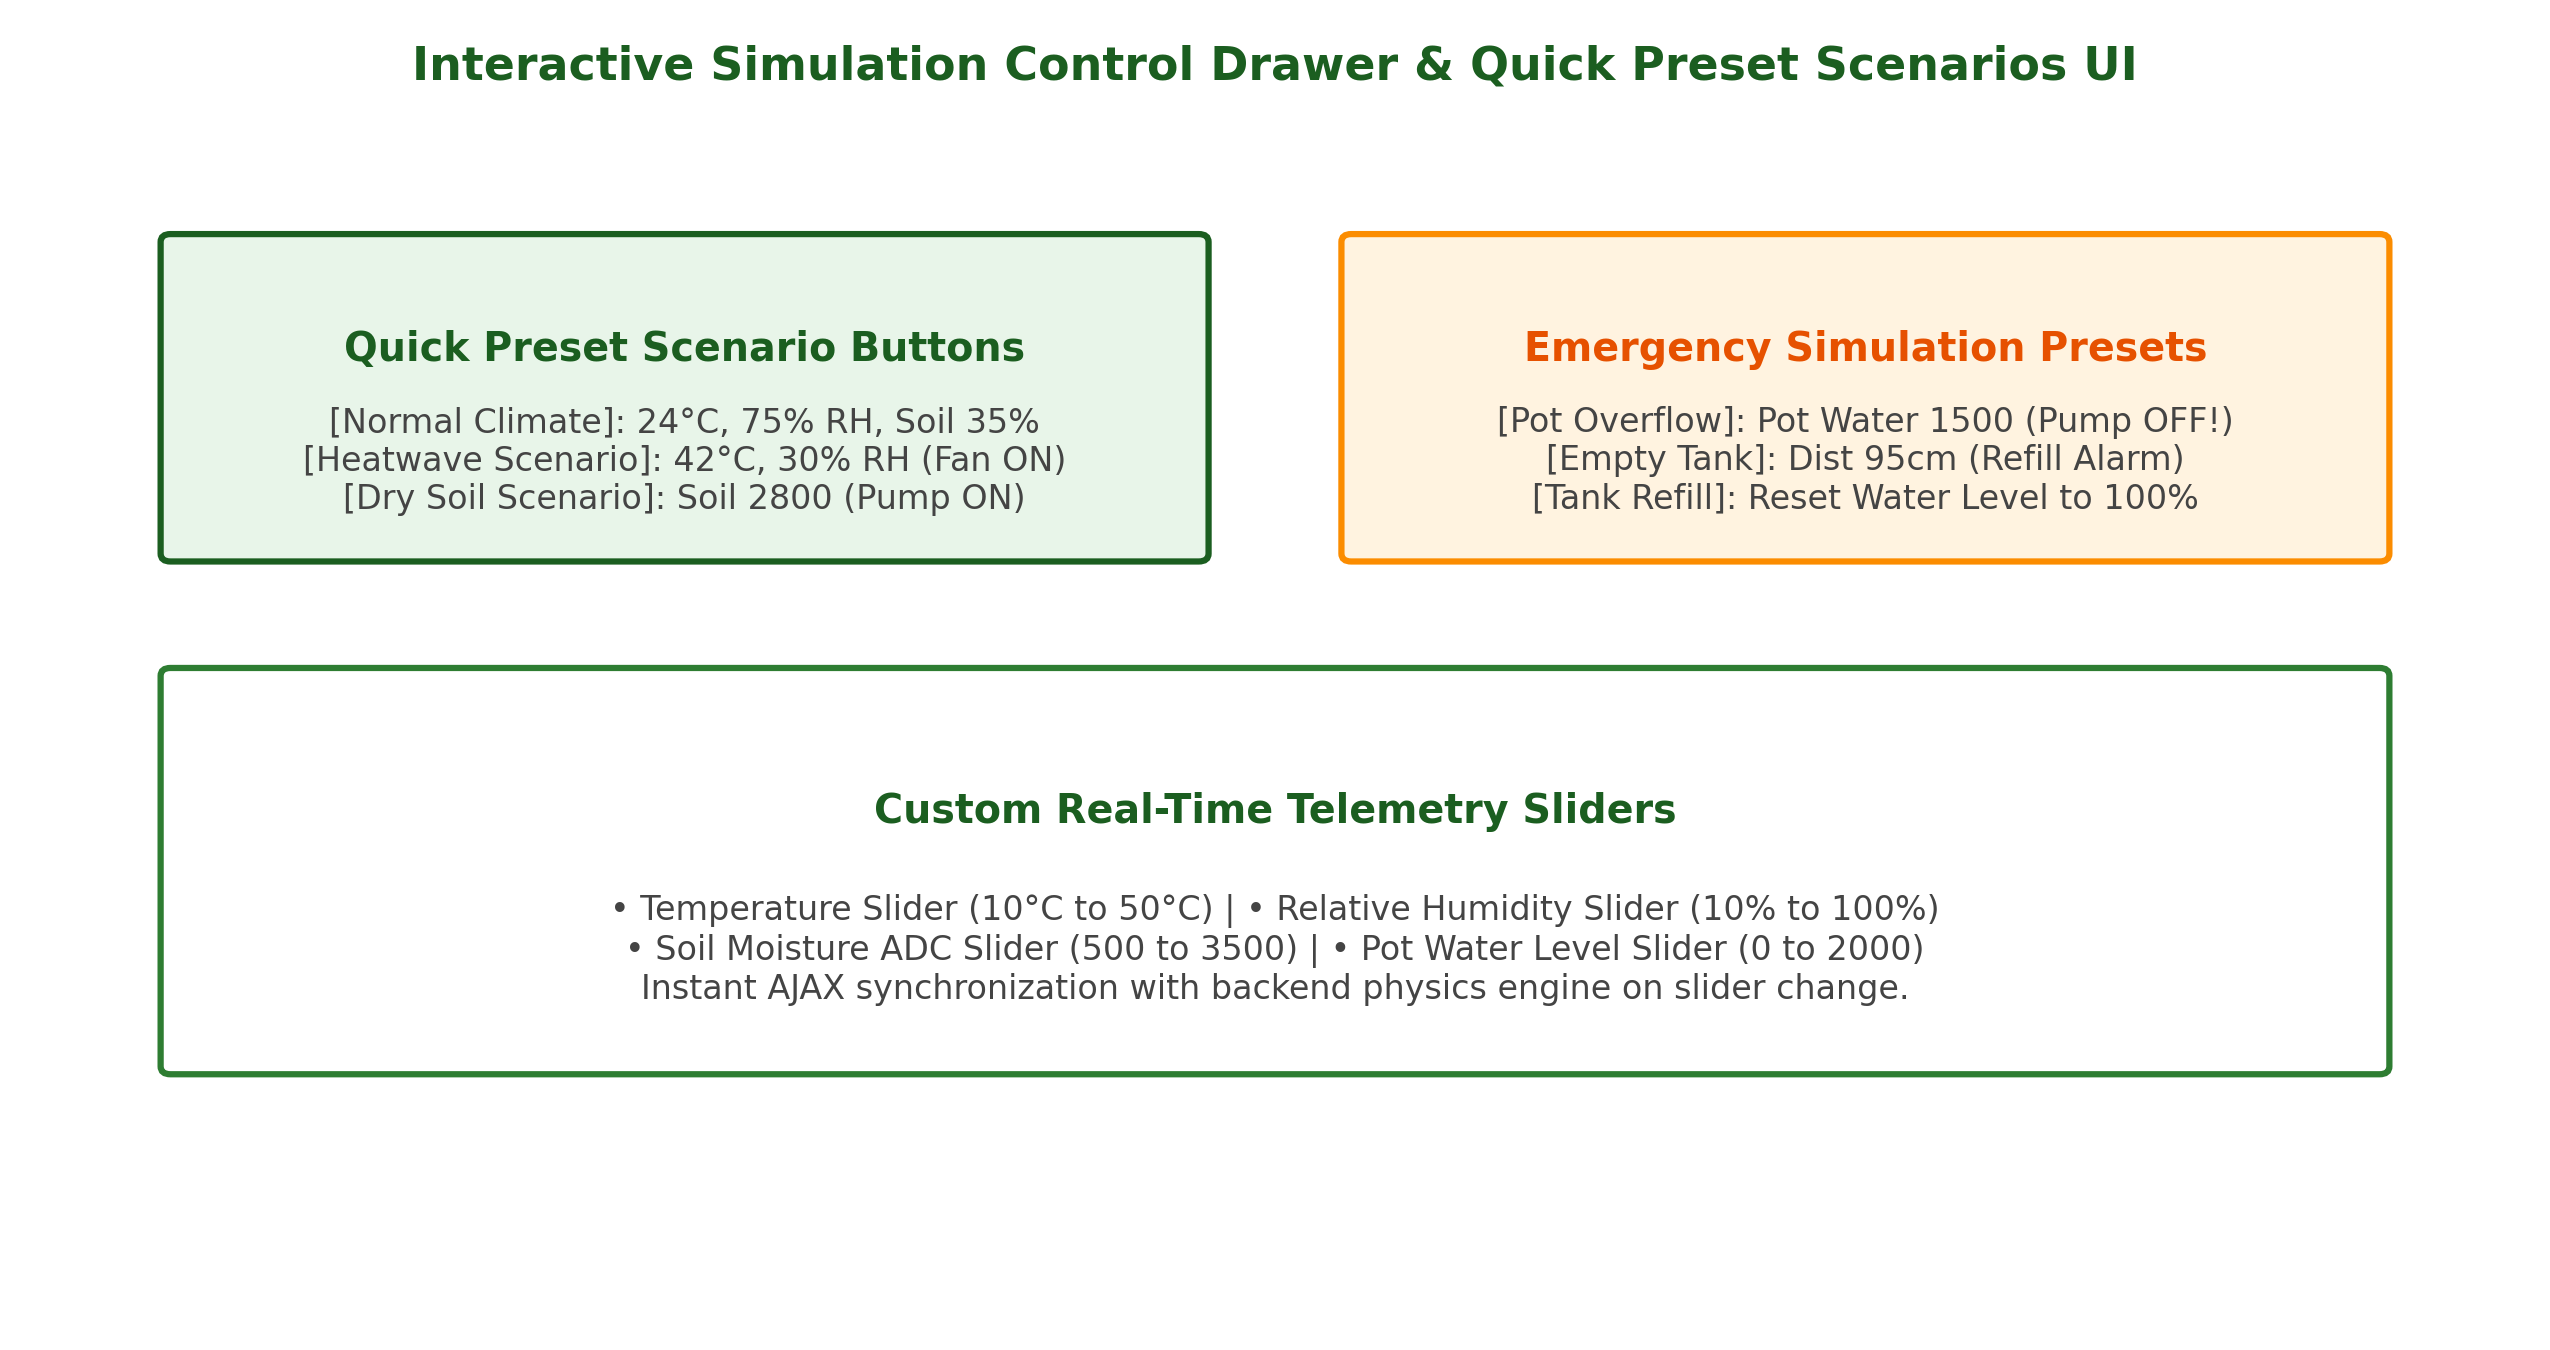 Interactive Simulation Control Drawer & Quick Preset Scenarios UI
Quick Preset Scenario Buttons
[Normal Climate]: 24°C, 75% RH, Soil 35%
[Heatwave Scenario]: 42°C, 30% RH (Fan ON)
[Dry Soil Scenario]: Soil 2800 (Pump ON)
Emergency Simulation Presets
[Pot Overflow]: Pot Water 1500 (Pump OFF!)
[Empty Tank]: Dist 95cm (Refill Alarm)
[Tank Refill]: Reset Water Level to 100%
Custom Real-Time Telemetry Sliders
• Temperature Slider (10°C to 50°C) | • Relative Humidity Slider (10% to 100%)
• Soil Moisture ADC Slider (500 to 3500) | • Pot Water Level Slider (0 to 2000)
Instant AJAX synchronization with backend physics engine on slider change.